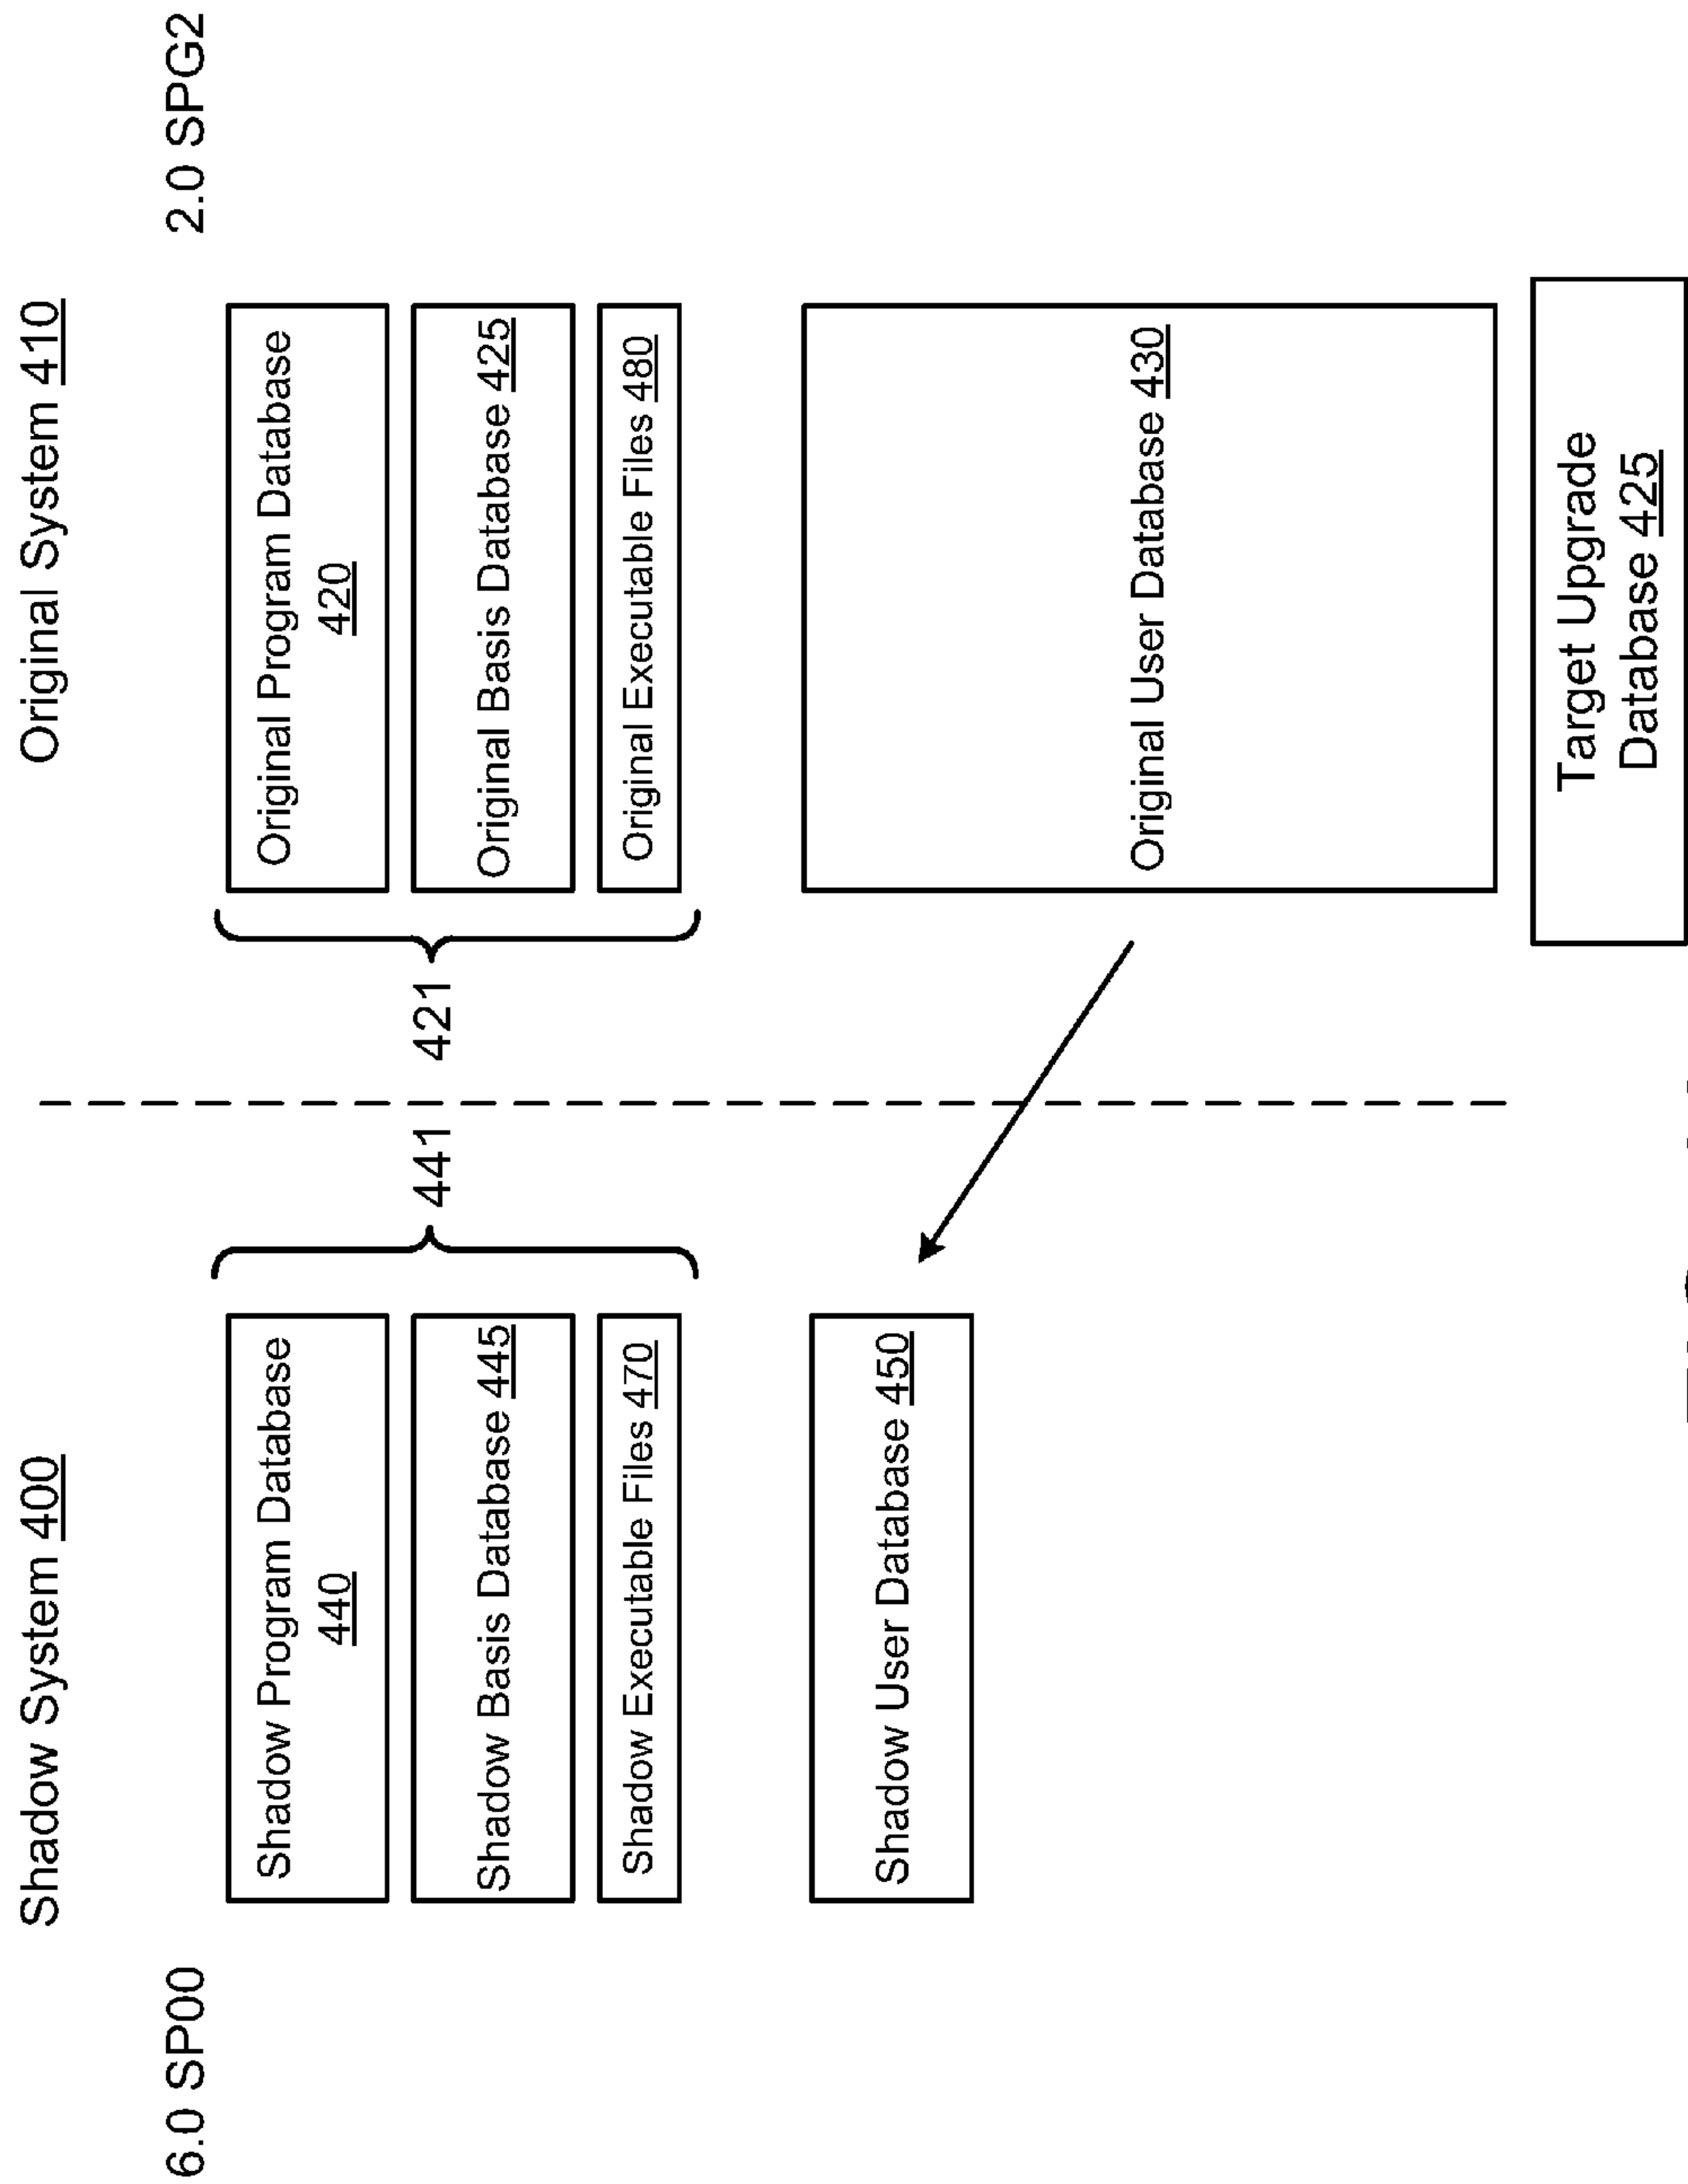 Shadow System 400
Original System 410
6.0 SP00
2.0 SPG2
Shadow Program Database
440
Shadow Basis Database 445
Shadow Executable Files 470
441
421
Original Program Database
420
Original Basis Database 425
Original Executable Files 480
Shadow User Database 450
Original User Database 430
Target Upgrade
Database 425